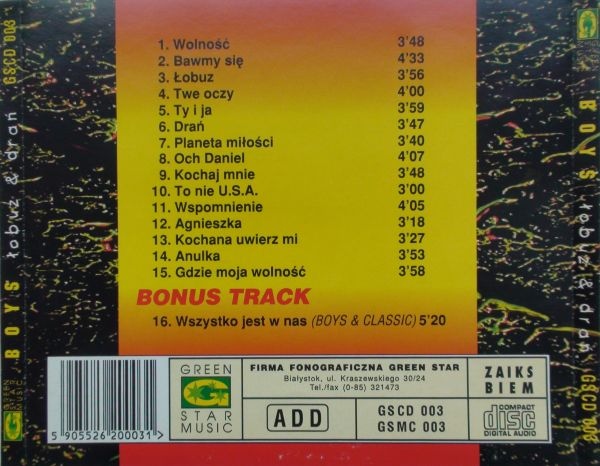 GREEN STAR MUSIC
BOYS łobuz & drań GSCD 003
1. Wolność 3'48
2. Bawmy się 4'33
3. Łobuz 3'56
4. Twe oczy 4'00
5. Ty i ja 3'59
6. Drań 3'47
7. Planeta miłości 3'40
8. Och Daniel 4'07
9. Kochaj mnie 3'48
10. To nie U.S.A. 3'00
11. Wspomnienie 4'05
12. Agnieszka 3'18
13. Kochana uwierz mi 3'27
14. Anulka 3'53
15. Gdzie moja wolność 3'58
BONUS TRACK
16. Wszystko jest w nas (BOYS & CLASSIC) 5'20
GREEN
G
STAR
MUSIC
FIRMA FONOGRAFICZNA GREEN STAR
Białystok, ul. Kraszewskiego 30/24
Tel./fax (0-85) 321473
ADD
GSCD 003
GSMC 003
ZAIKS
BIEM
COMPACT
disc
DIGITAL AUDIO
5 905526 200031 >
BOYS łobuz & drań GSCD 003